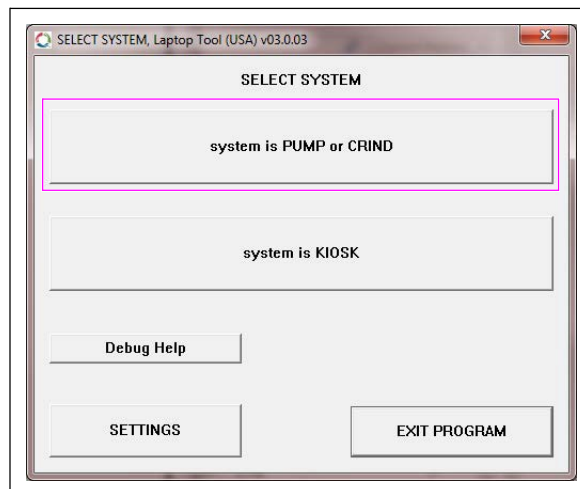 SELECT SYSTEM, Laptop Tool (USA) v03.0.03
SELECT SYSTEM
system is PUMP or CRIND
system is KIOSK
Debug Help
SETTINGS
EXIT PROGRAM